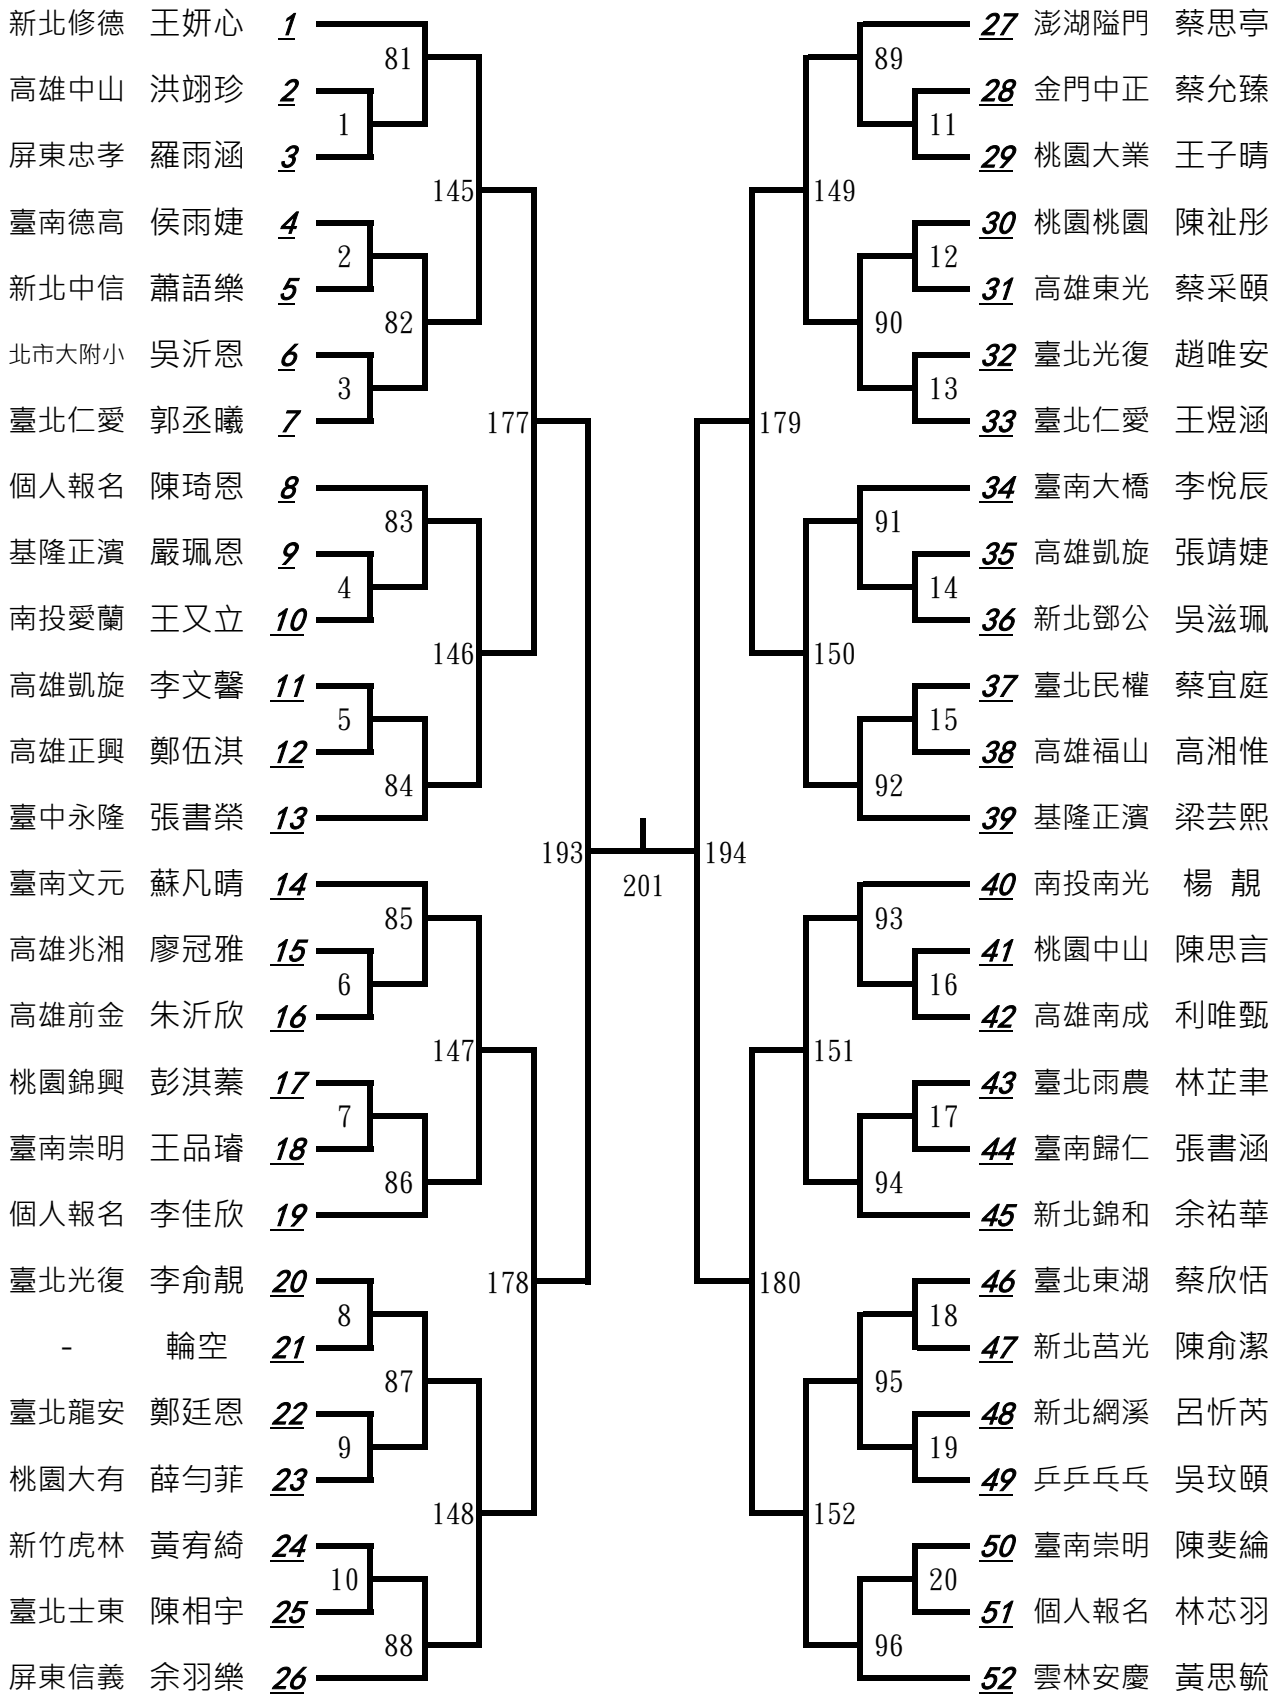 新北修德 王妍心 1
81
高雄中山 洪翊珍 2
1
屏東忠孝 羅雨涵 3
145
臺南德高 侯雨婕 4
2
新北中信 蕭語樂 5
82
北市大附小 吳沂恩 6
3
臺北仁愛 郭丞曦 7
177
個人報名 陳琦恩 8
83
基隆正濱 嚴珮恩 9
4
南投愛蘭 王又立 10
146
高雄凱旋 李文馨 11
5
高雄正興 鄭伍淇 12
84
臺中永隆 張書榮 13
193
臺南文元 蘇凡晴 14
85
高雄兆湘 廖冠雅 15
6
高雄前金 朱沂欣 16
147
桃園錦興 彭淇蓁 17
7
臺南崇明 王品璿 18
86
個人報名 李佳欣 19
178
臺北光復 李俞靚 20
8
- 輪空 21
87
臺北龍安 鄭廷恩 22
9
桃園大有 薛勻菲 23
148
新竹虎林 黃宥綺 24
10
臺北士東 陳相宇 25
88
屏東信義 余羽樂 26
201
27 澎湖隘門 蔡思亭
89
28 金門中正 蔡允臻
11
29 桃園大業 王子晴
149
30 桃園桃園 陳祉彤
12
31 高雄東光 蔡采頤
90
32 臺北光復 趙唯安
13
33 臺北仁愛 王煜涵
179
34 臺南大橋 李悅辰
91
35 高雄凱旋 張靖婕
14
36 新北鄧公 吳滋珮
150
37 臺北民權 蔡宜庭
15
38 高雄福山 高湘惟
92
39 基隆正濱 梁芸熙
194
40 南投南光 楊 靚
93
41 桃園中山 陳思言
16
42 高雄南成 利唯甄
151
43 臺北雨農 林芷聿
17
44 臺南歸仁 張書涵
94
45 新北錦和 余祐華
180
46 臺北東湖 蔡欣恬
18
47 新北莒光 陳俞潔
95
48 新北網溪 呂忻芮
19
49 乒乒乓乓 吳玟頤
152
50 臺南崇明 陳斐綸
20
51 個人報名 林芯羽
96
52 雲林安慶 黃思毓